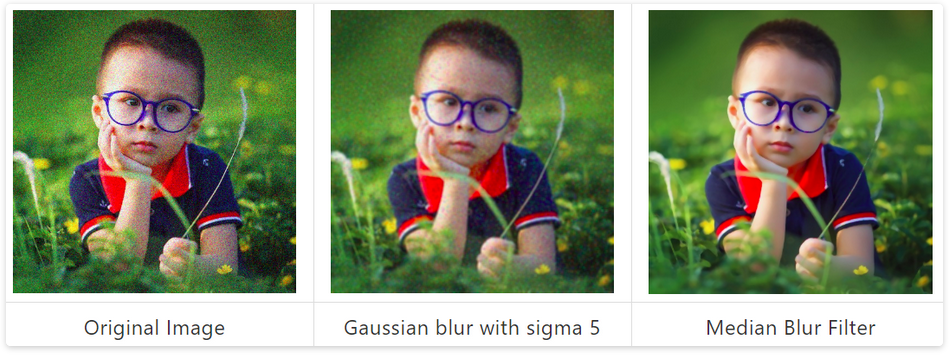 Original Image
Gaussian blur with sigma 5
Median Blur Filter